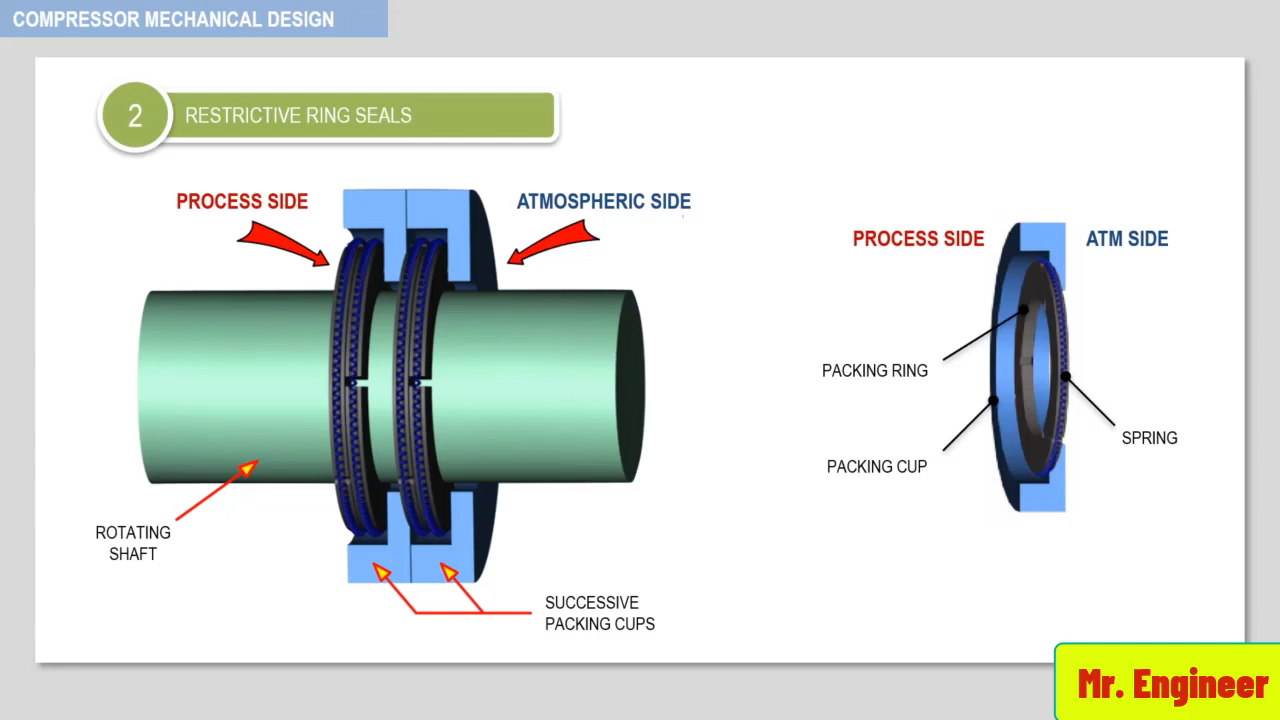 COMPRESSOR MECHANICAL DESIGN
2
RESTRICTIVE RING SEALS
PROCESS SIDE
ATMOSPHERIC SIDE
ROTATING
SHAFT
SUCCESSIVE
PACKING CUPS
PROCESS SIDE
ATM SIDE
PACKING RING
SPRING
PACKING CUP
Mr. Engineer